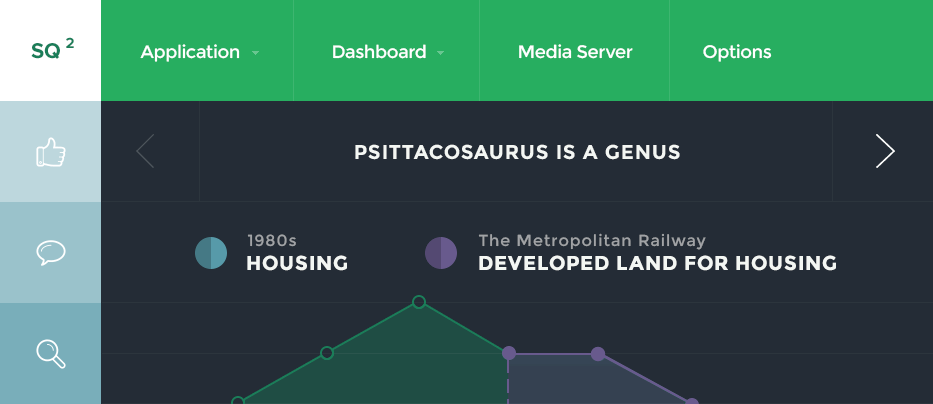 SQ 2
Application
Dashboard
Media Server
Options
PSITTACOSAURUS IS A GENUS
1980s
HOUSING
The Metropolitan Railway
DEVELOPED LAND FOR HOUSING